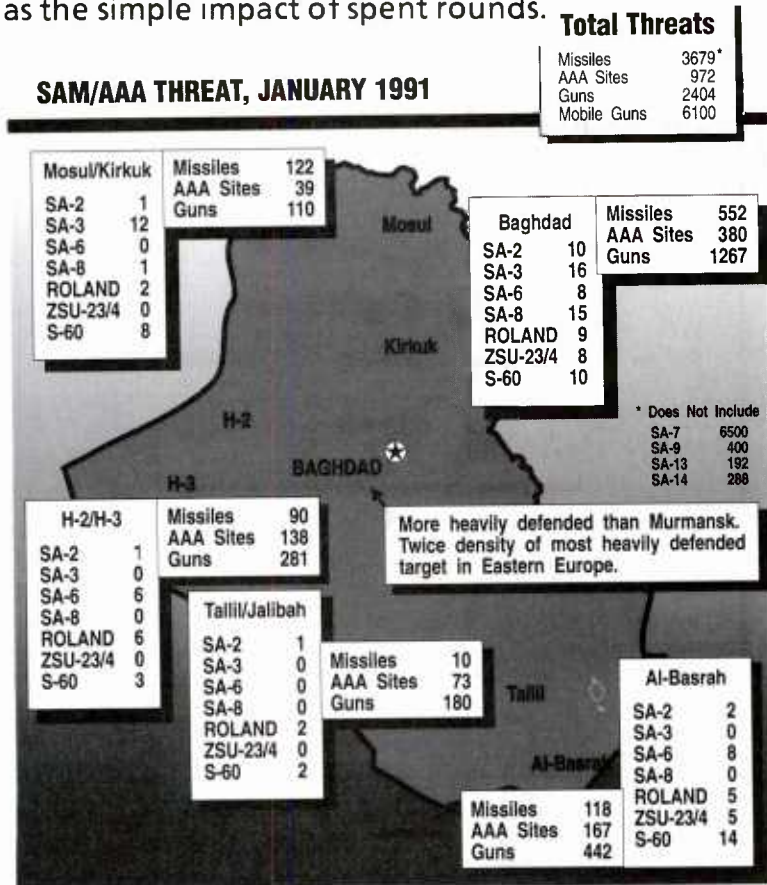 as the simple impact of spent rounds.
Total Threats
Missiles 3679*
AAA Sites 972
Guns 2404
Mobile Guns 6100
SAM/AAA THREAT, JANUARY 1991
Mosul/Kirkuk
SA-2 1
SA-3 12
SA-6 0
SA-8 1
ROLAND 2
ZSU-23/4 0
S-60 8
Missiles 122
AAA Sites 39
Guns 110
Mosul
Baghdad
SA-2 10
SA-3 16
SA-6 8
SA-8 15
ROLAND 9
ZSU-23/4 8
S-60 10
Missiles 552
AAA Sites 380
Guns 1267
Kirkuk
* Does Not Include
SA-7 6500
SA-9 400
SA-13 192
SA-14 288
H-2
BAGHDAD
H-3
H-2/H-3
SA-2 1
SA-3 0
SA-6 6
SA-8 0
ROLAND 6
ZSU-23/4 0
S-60 3
Missiles 90
AAA Sites 138
Guns 281
More heavily defended than Murmansk.
Twice density of most heavily defended
target in Eastern Europe.
Tallil/Jalibah
SA-2 1
SA-3 0
SA-6 0
SA-8 0
ROLAND 2
ZSU-23/4 0
S-60 2
Missiles 10
AAA Sites 73
Guns 180
Tallil
Al-Basrah
Al-Basrah
SA-2 2
SA-3 0
SA-6 8
SA-8 0
ROLAND 5
ZSU-23/4 5
S-60 14
Missiles 118
AAA Sites 167
Guns 442